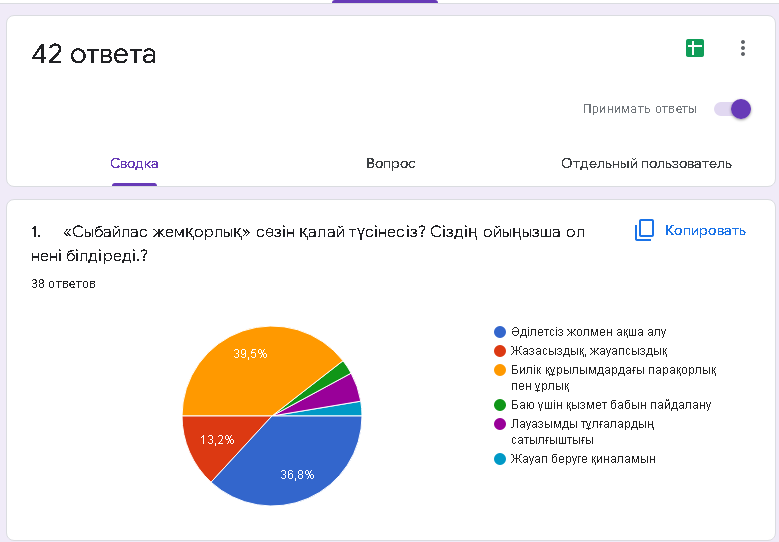 42 ответа
Принимать ответы
Сводка
Вопрос
Отдельный пользователь
1. «Сыбайлас жемқорлық» сөзін қалай түсінесіз? Сіздің ойыңызша ол
нені білдіреді.?
Копировать
38 ответов
39,5%
13,2%
36,8%
Әділетсіз жолмен ақша алу
Жазасыздық, жауапсыздық
Билік құрылымдардағы парақорлық
пен ұрлық
Баю үшін қызмет бабын пайдалану
Лауазымды тұлғалардың
сатылғыштығы
Жауап беруге қиналамын